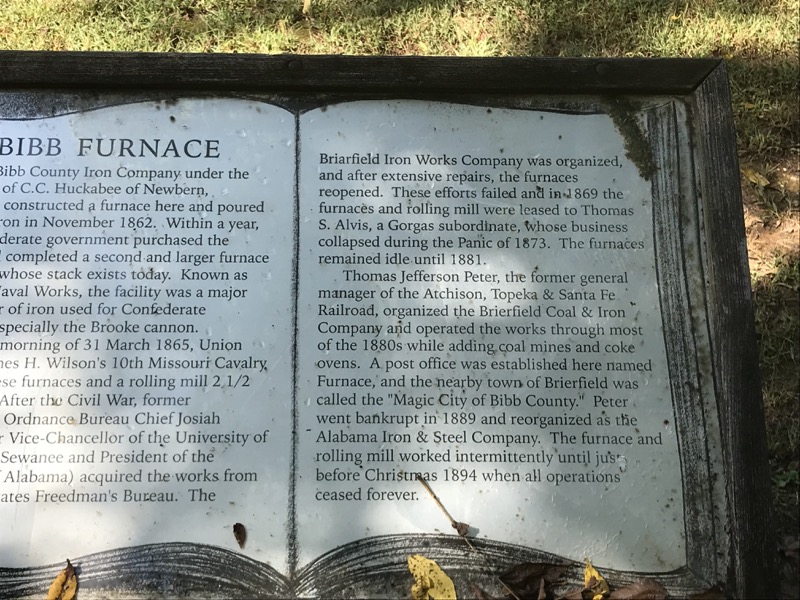 BIBB FURNACE
Bibb County Iron Company under the
of C.C. Huckabee of Newbern,
constructed a furnace here and poured
iron in November 1862. Within a year,
derate government purchased the
completed a second and larger furnace
whose stack exists today. Known as
Naval Works, the facility was a major
r of iron used for Confederate
specially the Brooke cannon.
morning of 31 March 1865, Union
nes H. Wilson's 10th Missouri Cavalry
ese furnaces and a rolling mill 2 1/2
After the Civil War, former
Ordnance Bureau Chief Josiah
r Vice-Chancellor of the University of
Sewanee and President of the
f Alabama) acquired the works from
ates Freedman's Bureau. The
Briarfield Iron Works Company was organized,
and after extensive repairs, the furnaces
reopened. These efforts failed and in 1869 the
furnaces and rolling mill were leased to Thomas
S. Alvis, a Gorgas subordinate, whose business
collapsed during the Panic of 1873. The furnaces
remained idle until 1881.
Thomas Jefferson Peter, the former general
manager of the Atchison, Topeka & Santa Fe
Railroad, organized the Brierfield Coal & Iron
Company and operated the works through most
of the 1880s while adding coal mines and coke
ovens. A post office was established here named
Furnace, and the nearby town of Brierfield was
called the "Magic City of Bibb County." Peter
went bankrupt in 1889 and reorganized as the
Alabama Iron & Steel Company. The furnace and
rolling mill worked intermittently until just
before Christmas 1894 when all operations
ceased forever.